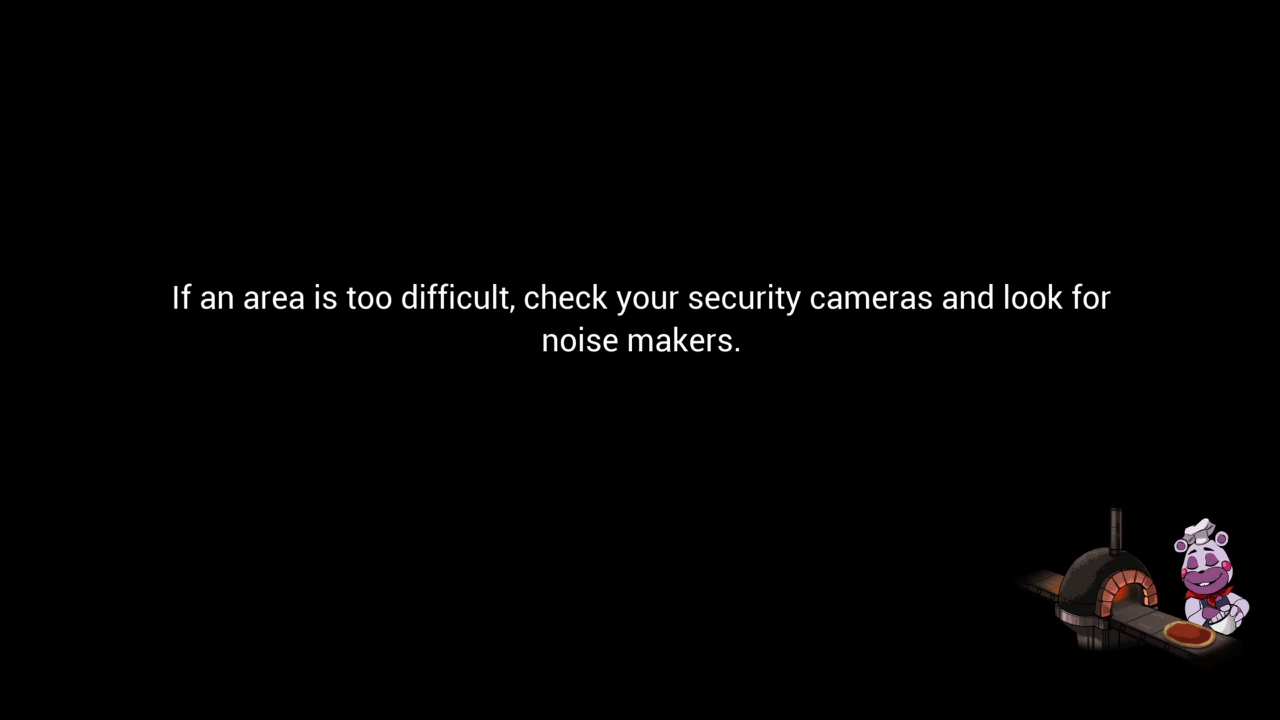 If an area is too difficult, check your security cameras and look for
noise makers.